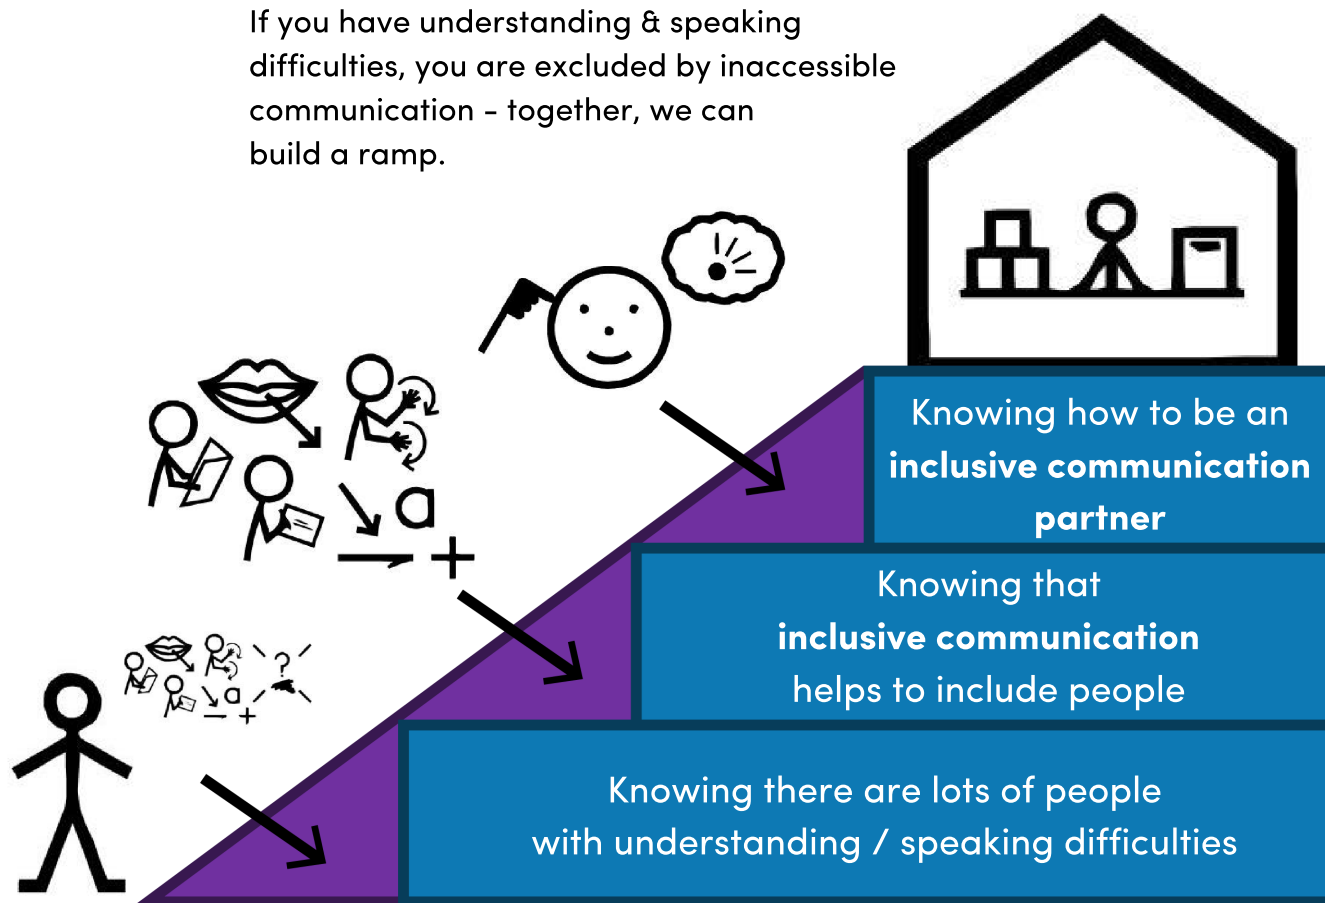 If you have understanding & speaking
difficulties, you are excluded by inaccessible
communication - together, we can
build a ramp.
a
+
?
a
+
Knowing how to be an
inclusive communication
partner
Knowing that
inclusive communication
helps to include people
Knowing there are lots of people
with understanding / speaking difficulties